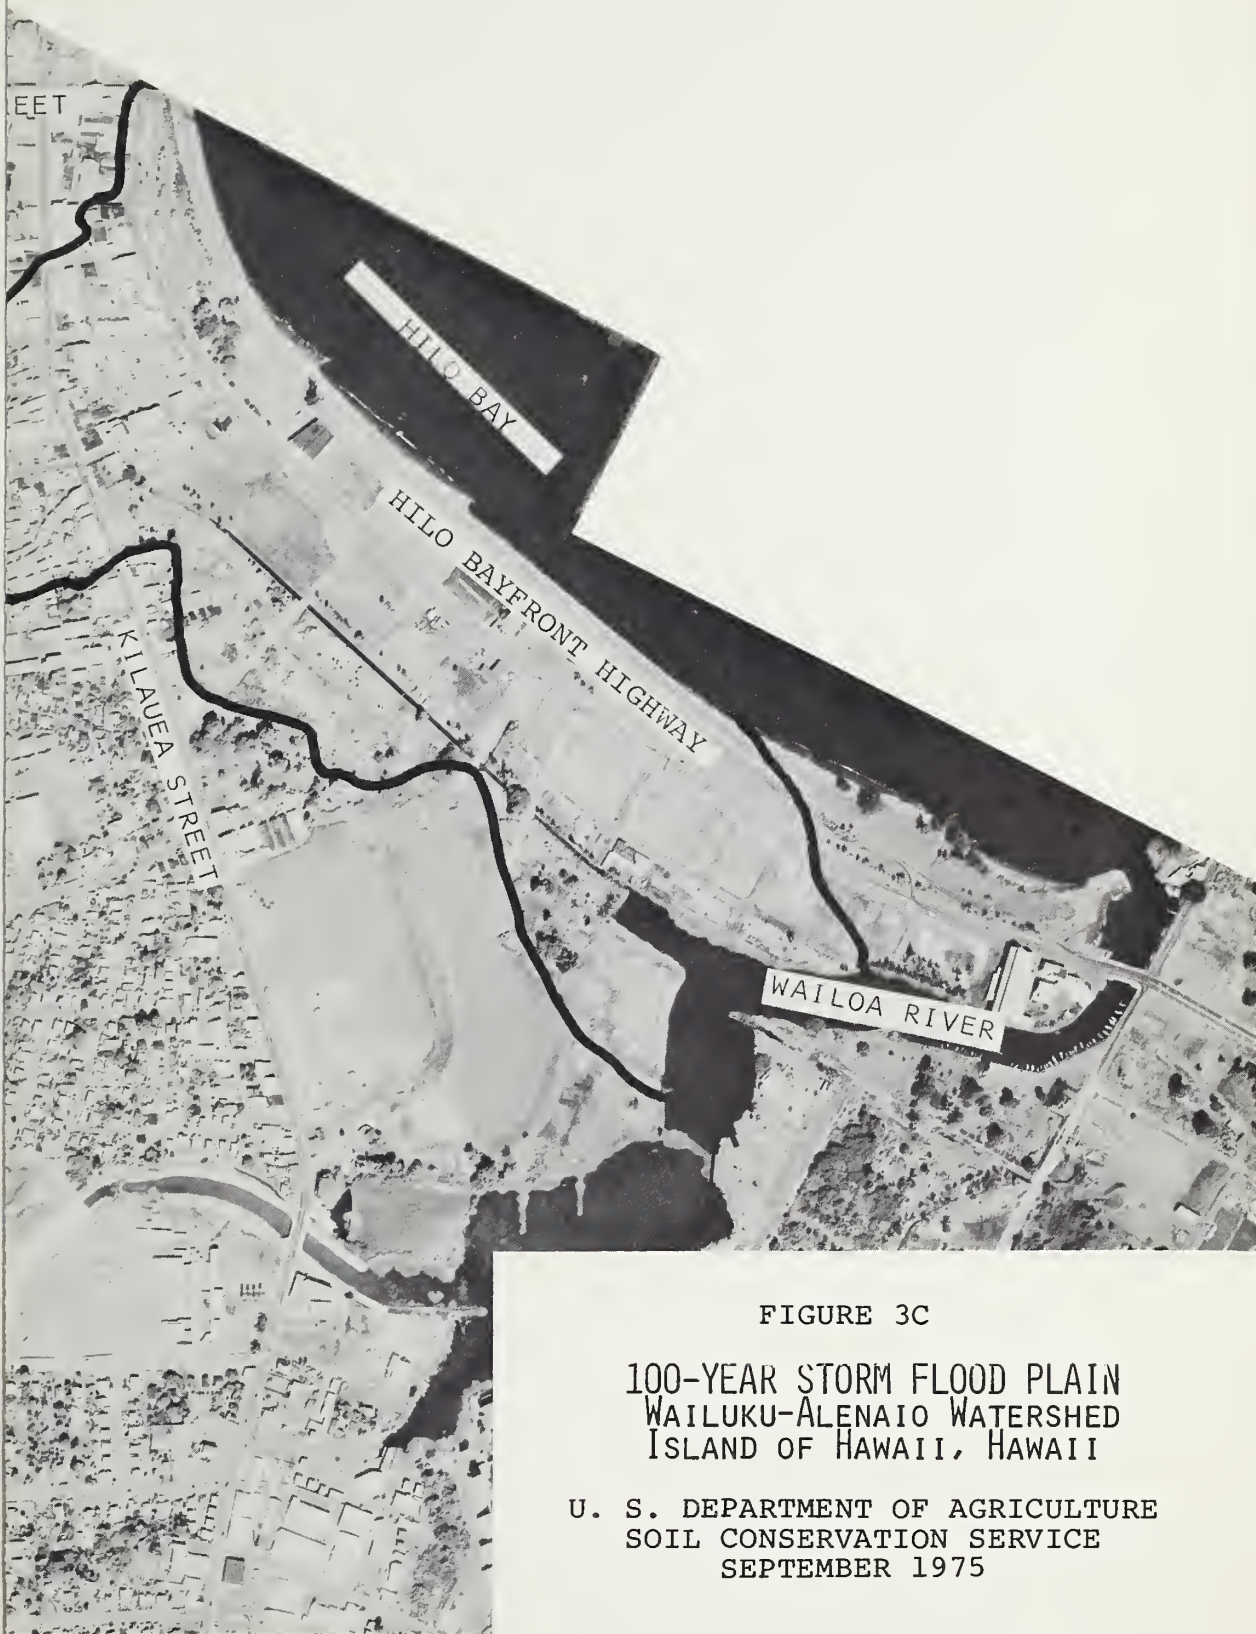 EET
HILO BAY
HILO BAYFRONT HIGHWAY
KILAUEA STREET
WAILOA RIVER
FIGURE 3C
100-YEAR STORM FLOOD PLAIN
WAILUKU-ALENAIO WATERSHED
ISLAND OF HAWAII, HAWAII
U. S. DEPARTMENT OF AGRICULTURE
SOIL CONSERVATION SERVICE
SEPTEMBER 1975